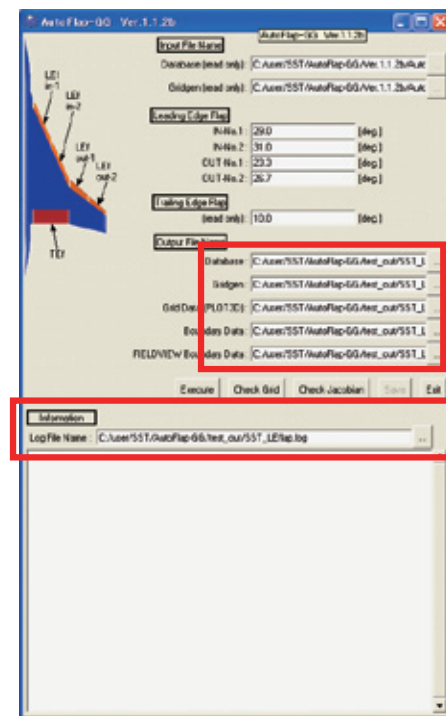 AutoFlap-GG Ver.1.1.2b
AutoFlap-GG Ver.1.1.2b
Input File Name
Database (read only): C:/user/SST/AutoFlap-GG/Ver.1.1.2b/Auto
Gridgen (read only): C:/user/SST/AutoFlap-GG/Ver.1.1.2b/Auto
LEf in-1
LEf in-2
LEf out-1
LEf out-2
TEf
Leading Edge Flap
IN-No.1: 29.0 [deg.]
IN-No.2: 31.0 [deg.]
OUT-No.1: 23.3 [deg.]
OUT-No.2: 26.7 [deg.]
Trailing Edge Flap
(read only): 10.0 [deg.]
Output File Name
Database: C:/user/SST/AutoFlap-GG/test_out/SST_L ...
Gridgen: C:/user/SST/AutoFlap-GG/test_out/SST_L ...
Grid Data (PLOT3D): C:/user/SST/AutoFlap-GG/test_out/SST_L ...
Boundary Data: C:/user/SST/AutoFlap-GG/test_out/SST_L ...
FIELDVIEW Boundary Data: C:/user/SST/AutoFlap-GG/test_out/SST_L ...
Execute Check Grid Check Jacobian Save Exit
Information
Log File Name : C:/user/SST/AutoFlap-GG/test_out/SST_LEflap.log ...